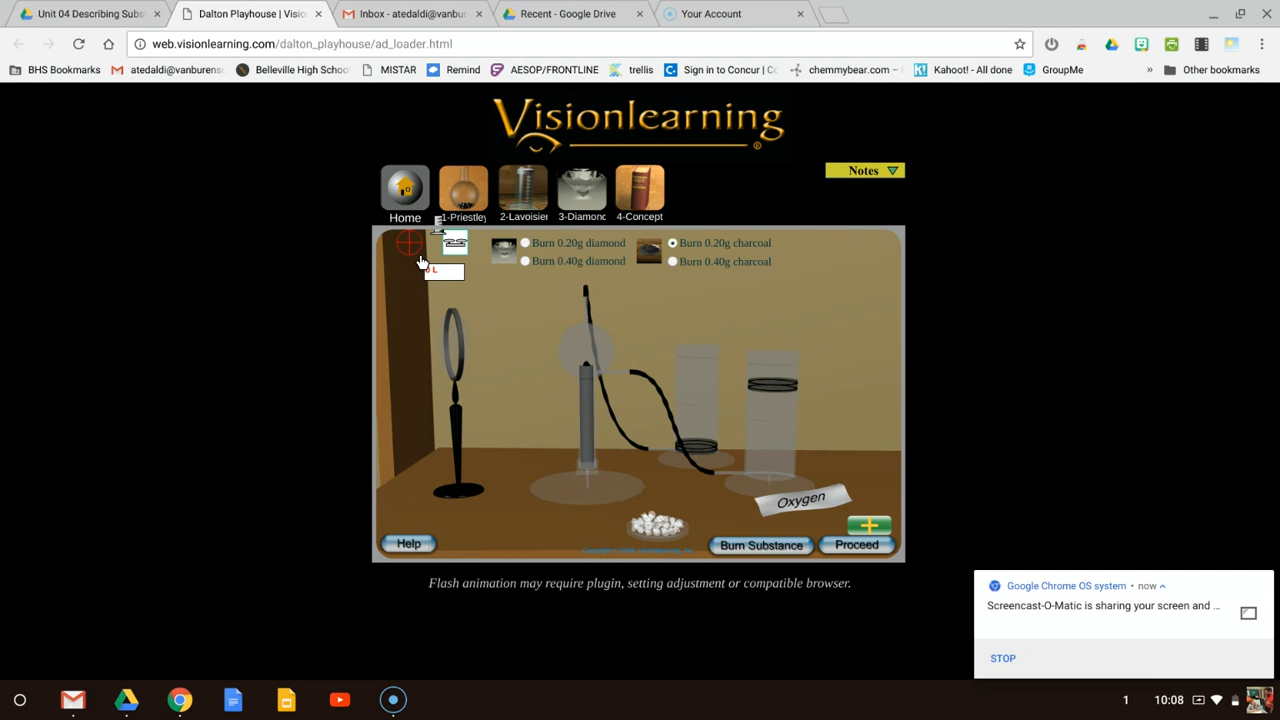 Unit 04 Describing Subst
Dalton Playhouse | Visio
Inbox - atedaldi@vanbur
Recent - Google Drive
Your Account
web.visionlearning.com/dalton_playhouse/ad_loader.html
BHS Bookmarks
atedaldi@vanburens
Belleville High Schoo
MISTAR
Remind
AESOP/FRONTLINE
trellis
Sign in to Concur | C
chemmybear.com –
Kahoot! - All done
GroupMe
»
Other bookmarks
Visionlearning ®
Notes
Home
1-Priestley
2-Lavoisier
3-Diamond
4-Concept
Burn 0.20g diamond
Burn 0.20g charcoal
Burn 0.40g diamond
Burn 0.40g charcoal
0 L
Oxygen
Help
Burn Substance
Proceed
Flash animation may require plugin, setting adjustment or compatible browser.
Google Chrome OS system • now
Screencast-O-Matic is sharing your screen and ...
STOP
1
10:08